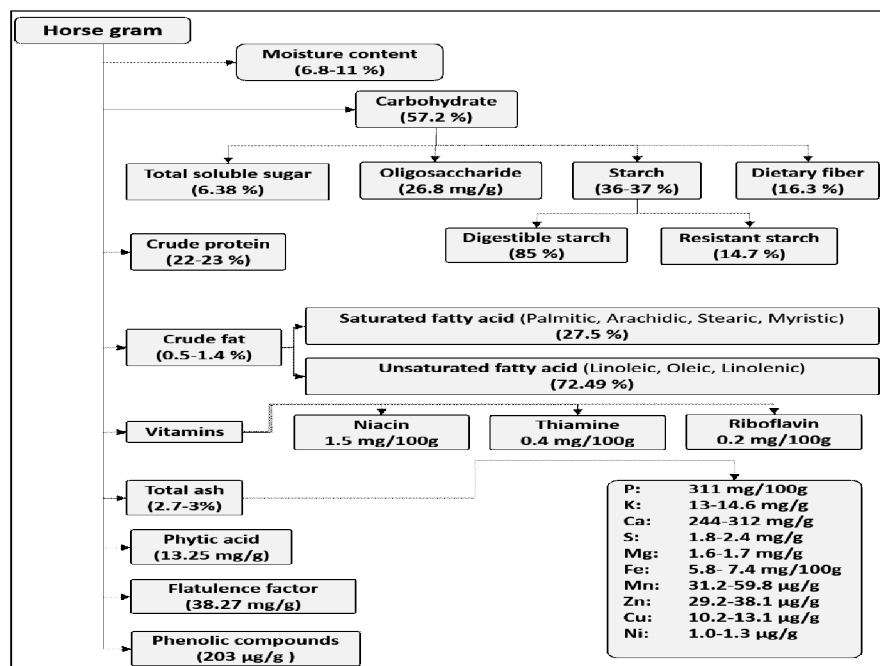 Horse gram
Moisture content
(6.8-11 %)
Carbohydrate
(57.2 %)
Total soluble sugar
(6.38 %)
Oligosaccharide
(26.8 mg/g)
Starch
(36-37 %)
Dietary fiber
(16.3 %)
Digestible starch
(85 %)
Resistant starch
(14.7 %)
Crude protein
(22-23 %)
Crude fat
(0.5-1.4 %)
Saturated fatty acid (Palmitic, Arachidic, Stearic, Myristic)
(27.5 %)
Unsaturated fatty acid (Linoleic, Oleic, Linolenic)
(72.49 %)
Vitamins
Niacin
1.5 mg/100g
Thiamine
0.4 mg/100g
Riboflavin
0.2 mg/100g
Total ash
(2.7-3%)
P: 311 mg/100g
K: 13-14.6 mg/g
Ca: 244-312 mg/g
S: 1.8-2.4 mg/g
Mg: 1.6-1.7 mg/g
Fe: 5.8- 7.4 mg/100g
Mn: 31.2-59.8 µg/g
Zn: 29.2-38.1 µg/g
Cu: 10.2-13.1 µg/g
Ni: 1.0-1.3 µg/g
Phytic acid
(13.25 mg/g)
Flatulence factor
(38.27 mg/g)
Phenolic compounds
(203 µg/g )